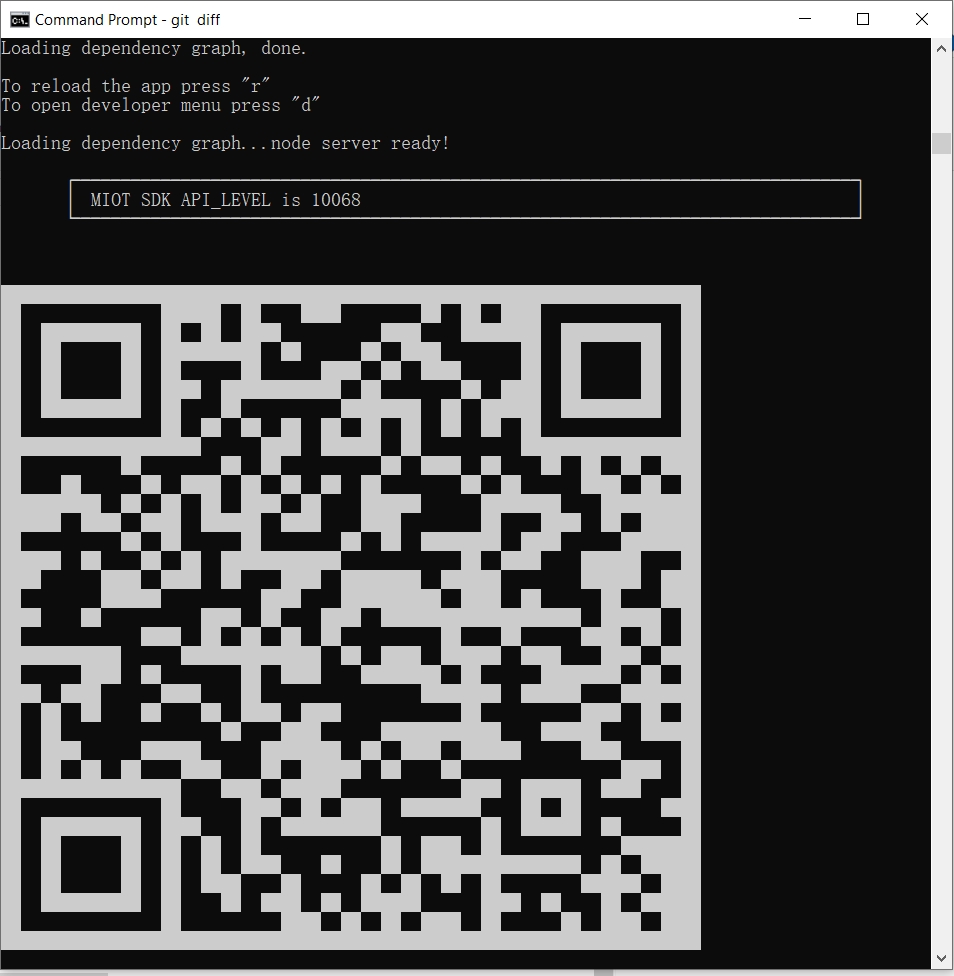 Command Prompt - git  diff
Loading dependency graph, done.
To reload the app press "r"
To open developer menu press "d"
Loading dependency graph...node server ready!
MIOT SDK API_LEVEL is 10068